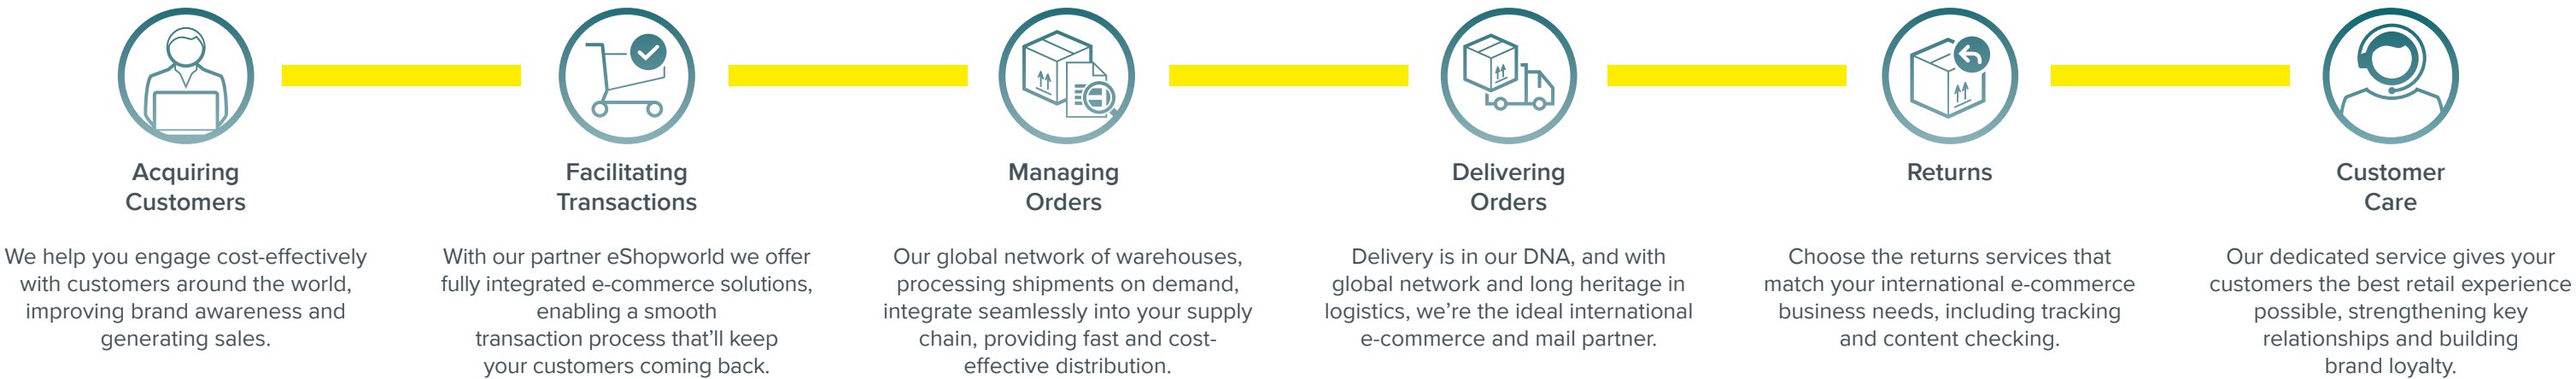 Acquiring
Customers
We help you engage cost-effectively
with customers around the world,
improving brand awareness and
generating sales.
Facilitating
Transactions
With our partner eShopworld we offer
fully integrated e-commerce solutions,
enabling a smooth
transaction process that’ll keep
your customers coming back.
Managing
Orders
Our global network of warehouses,
processing shipments on demand,
integrate seamlessly into your supply
chain, providing fast and cost-
effective distribution.
Delivering
Orders
Delivery is in our DNA, and with
global network and long heritage in
logistics, we’re the ideal international
e-commerce and mail partner.
Returns
Choose the returns services that
match your international e-commerce
business needs, including tracking
and content checking.
Customer
Care
Our dedicated service gives your
customers the best retail experience
possible, strengthening key
relationships and building
brand loyalty.